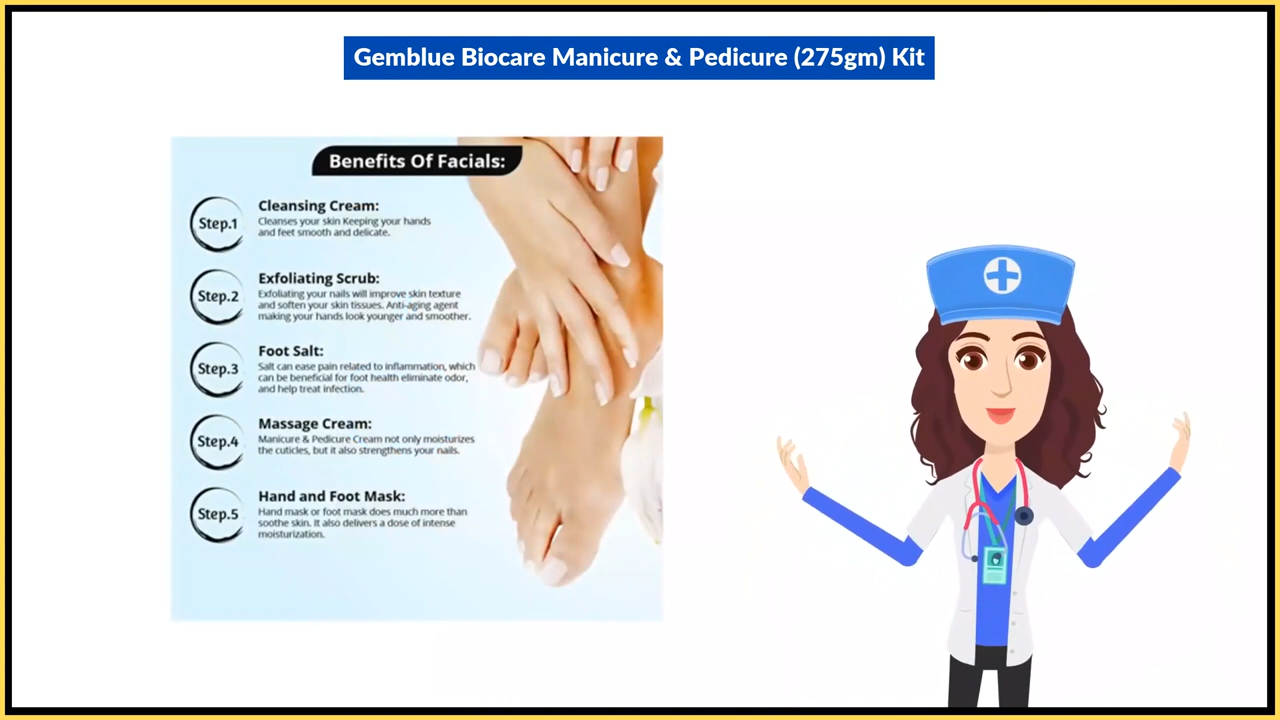 Gemblue Biocare Manicure & Pedicure (275gm) Kit
Benefits Of Facials:
Step.1
Cleansing Cream:
Cleanses your skin Keeping your hands
and feet smooth and delicate.
Step.2
Exfoliating Scrub:
Exfoliating your nails will improve skin texture
and soften your skin tissues. Anti-aging agent
making your hands look younger and smoother.
Step.3
Foot Salt:
Salt can ease pain related to inflammation, which
can be beneficial for foot health eliminate odor,
and help treat infection.
Step.4
Massage Cream:
Manicure & Pedicure Cream not only moisturizes
the cuticles, but it also strengthens your nails.
Step.5
Hand and Foot Mask:
Hand mask or foot mask does much more than
soothe skin. It also delivers a dose of intense
moisturization.